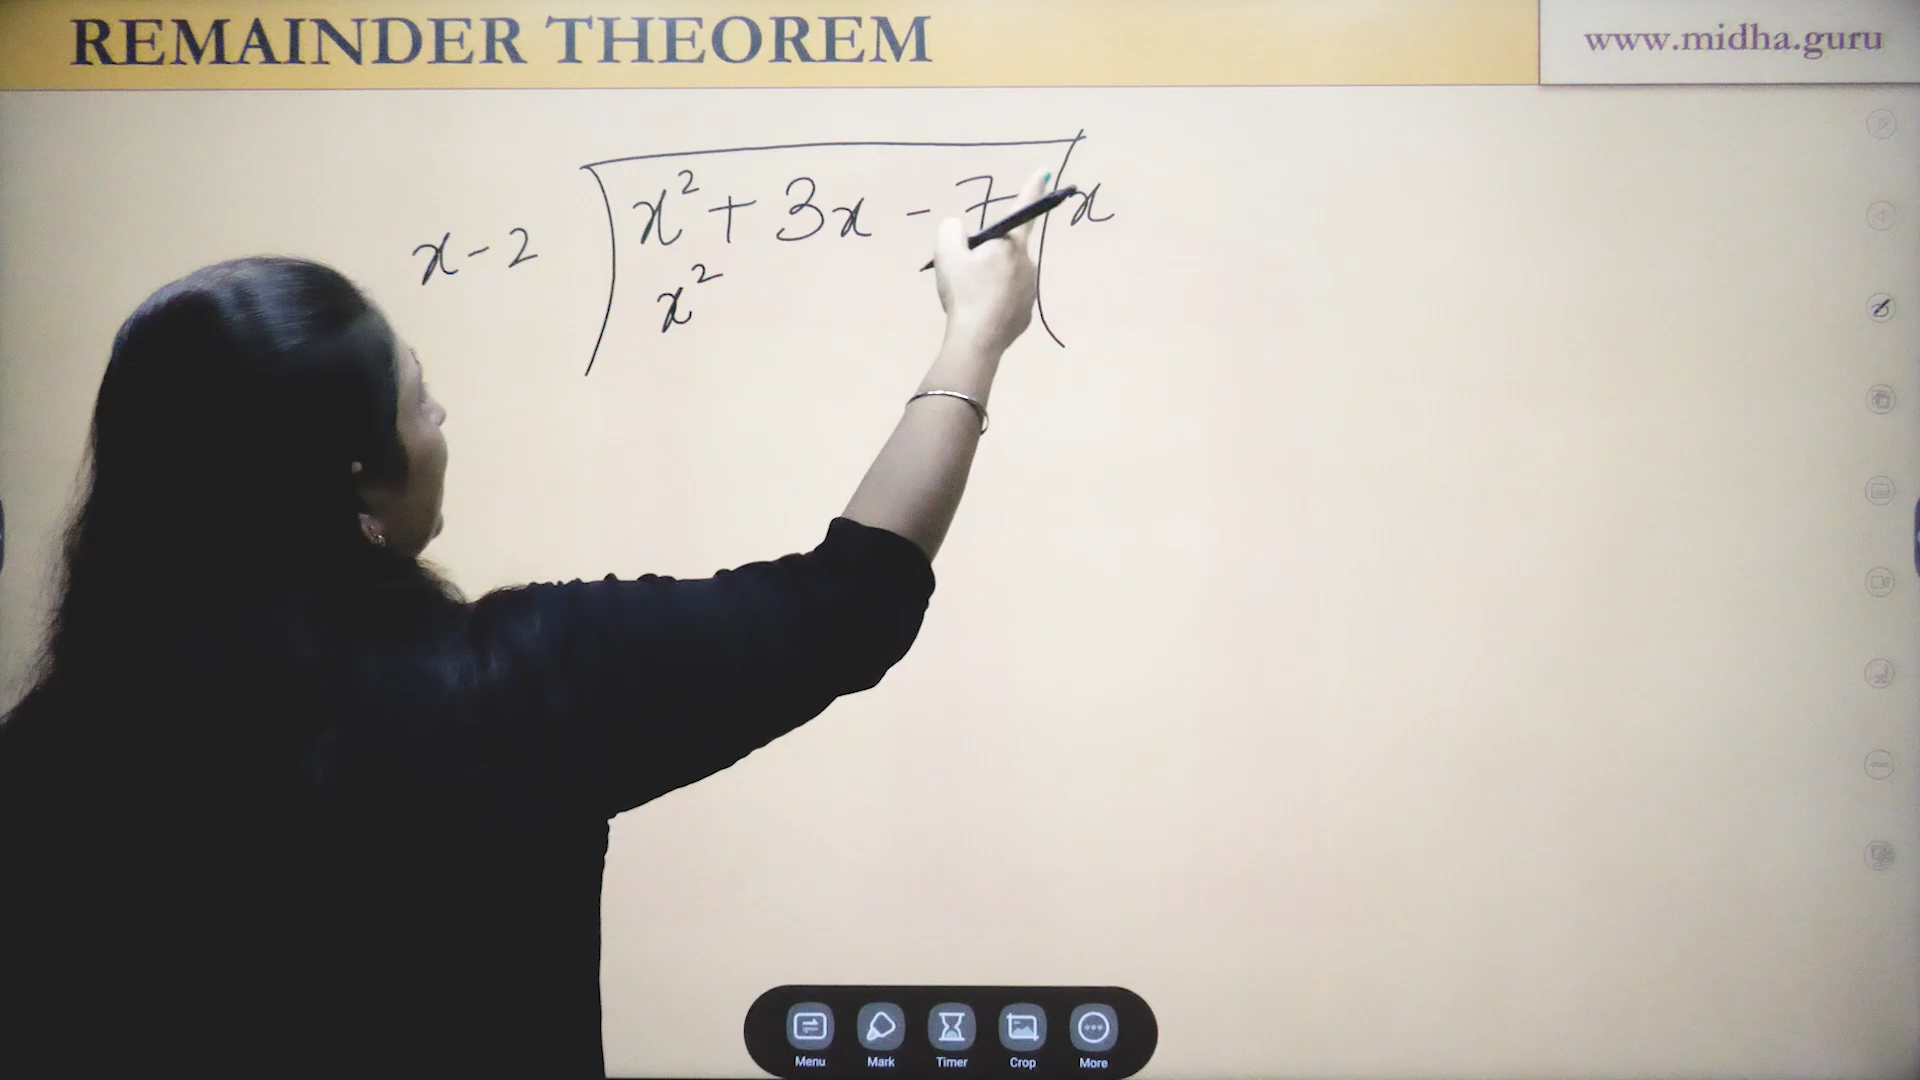 REMAINDER THEOREM
www.midha.guru
x-2 ) x² + 3x - 7 ( x
x²
Menu Mark Timer Crop More